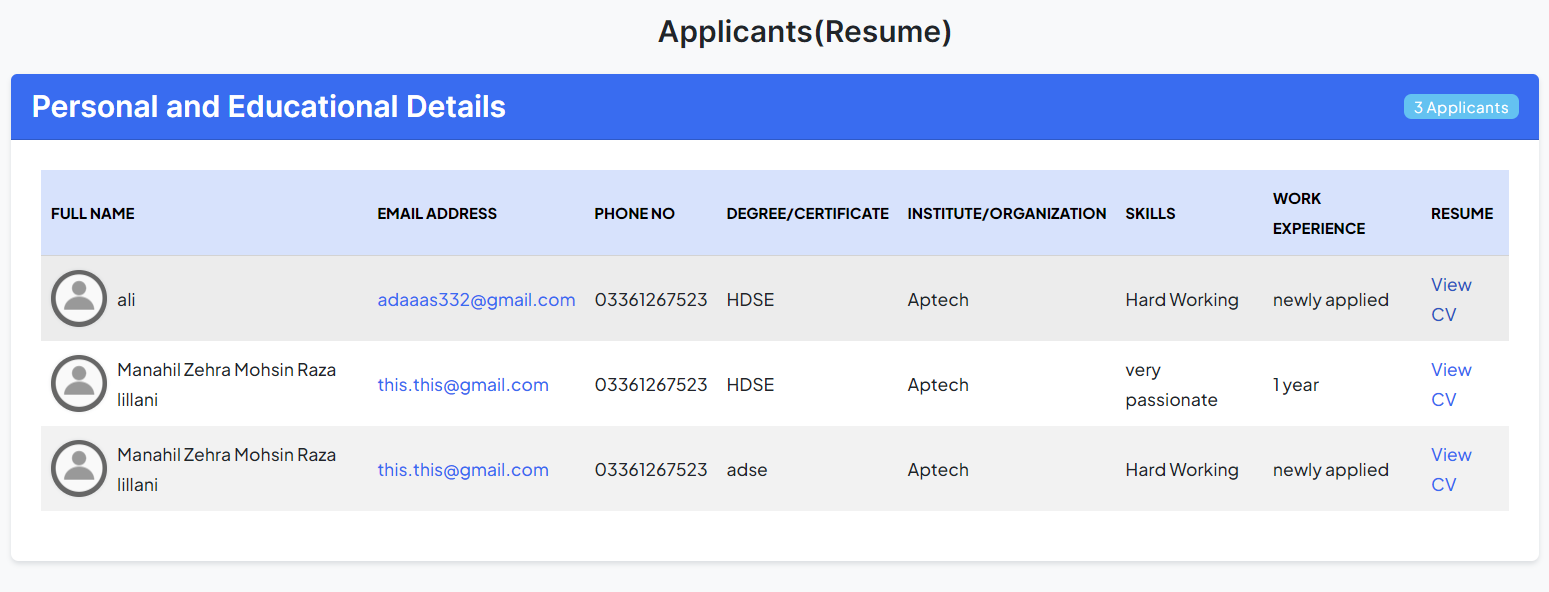 Applicants(Resume)
Personal and Educational Details
3 Applicants
FULL NAME EMAIL ADDRESS PHONE NO DEGREE/CERTIFICATE INSTITUTE/ORGANIZATION SKILLS WORK EXPERIENCE RESUME
ali adaaas332@gmail.com 03361267523 HDSE Aptech Hard Working newly applied View CV
Manahil Zehra Mohsin Raza lillani this.this@gmail.com 03361267523 HDSE Aptech very passionate 1 year View CV
Manahil Zehra Mohsin Raza lillani this.this@gmail.com 03361267523 adse Aptech Hard Working newly applied View CV